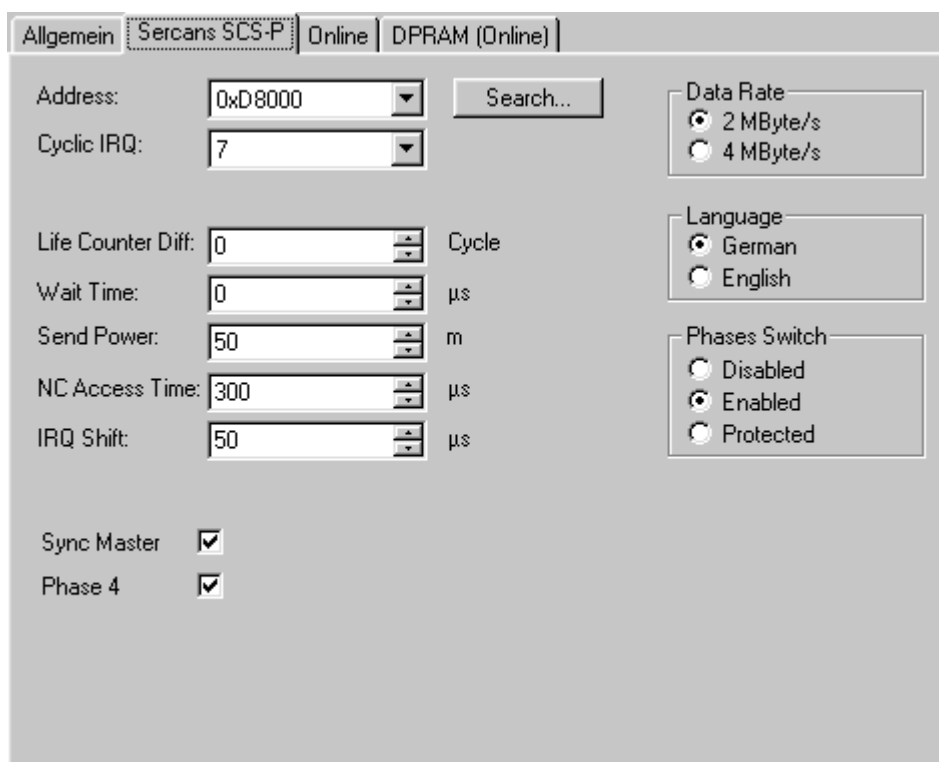 Allgemein Sercans SCS-P Online DPRAM (Online)
Address: 0xD8000 Search...
Cyclic IRQ: 7
Data Rate
2 MByte/s
4 MByte/s
Life Counter Diff: 0 Cycle
Wait Time: 0 µs
Send Power: 50 m
NC Access Time: 300 µs
IRQ Shift: 50 µs
Language
German
English
Phases Switch
Disabled
Enabled
Protected
Sync Master
Phase 4